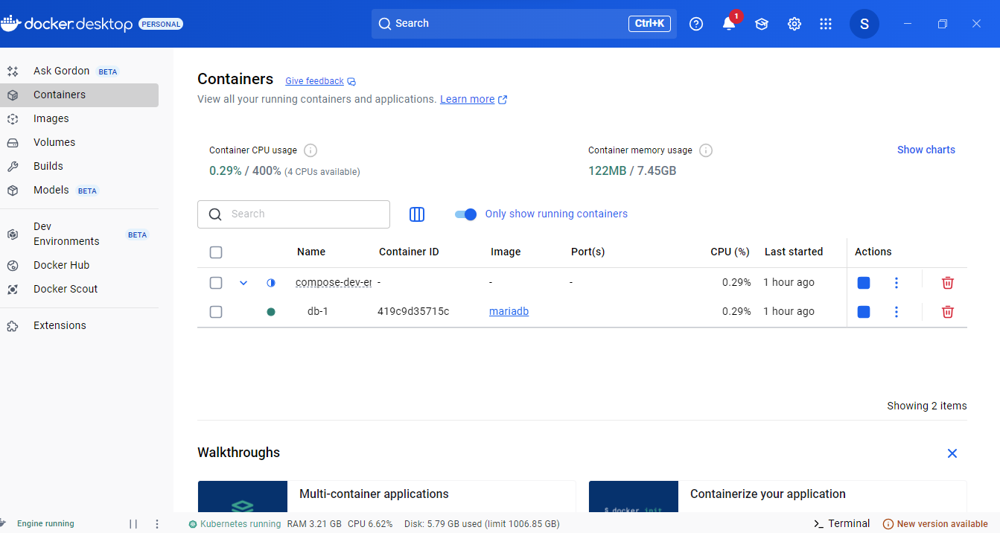 docker.desktop PERSONAL Search Ctrl+K 1 S
Ask Gordon BETA
Containers
Images
Volumes
Builds
Models BETA
Dev
Environments BETA
Docker Hub
Docker Scout
Extensions
Containers Give feedback
View all your running containers and applications. Learn more
Container CPU usage
0.29% / 400% (4 CPUs available)
Container memory usage
122MB / 7.45GB
Show charts
Search
Only show running containers
Name Container ID Image Port(s) CPU (%) Last started Actions
compose-dev-er - - - 0.29% 1 hour ago
db-1 419c9d35715c mariadb 0.29% 1 hour ago
Showing 2 items
Walkthroughs
Multi-container applications
$ docker init
Containerize your application
Engine running
Kubernetes running RAM 3.21 GB CPU 6.62% Disk: 5.79 GB used (limit 1006.85 GB)
>_ Terminal
New version available